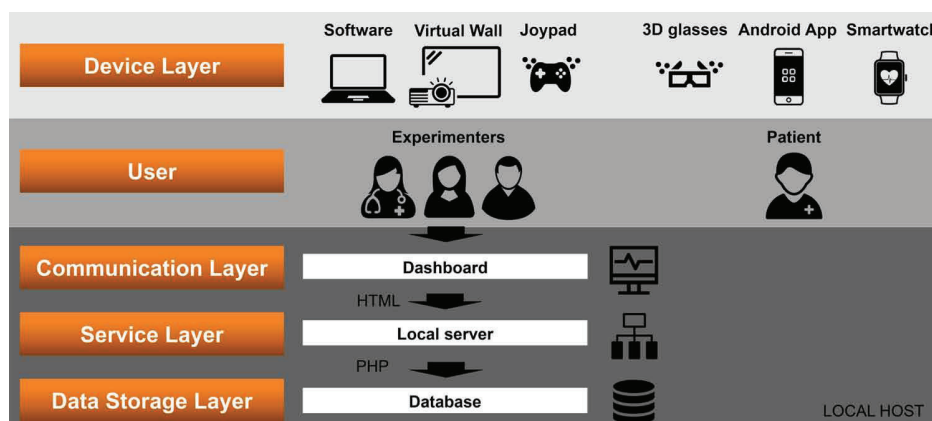 Software Virtual Wall Joypad 3D glasses Android App Smartwatch
Device Layer
Experimenters Patient
User
Communication Layer Dashboard
HTML
Service Layer Local server
PHP
Data Storage Layer Database
LOCAL HOST